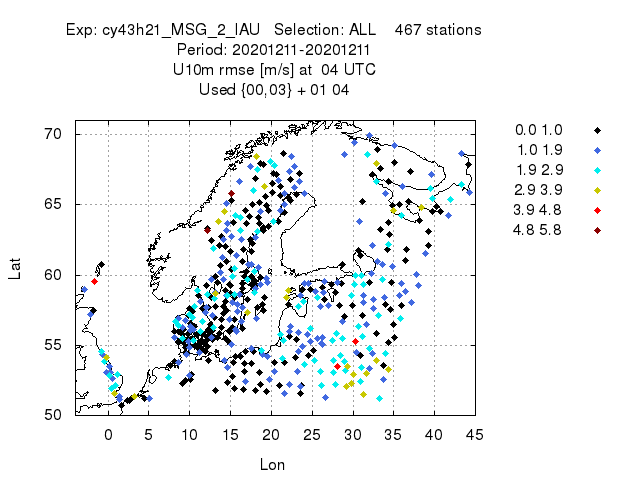 Exp: cy43h21_MSG_2_IAU   Selection: ALL    467 stations
Period: 20201211-20201211
U10m rmse [m/s] at  04 UTC
Used {00,03} + 01 04
70
65
60
55
50
Lat
0 5 10 15 20 25 30 35 40 45
Lon
0.0 1.0
1.0 1.9
1.9 2.9
2.9 3.9
3.9 4.8
4.8 5.8